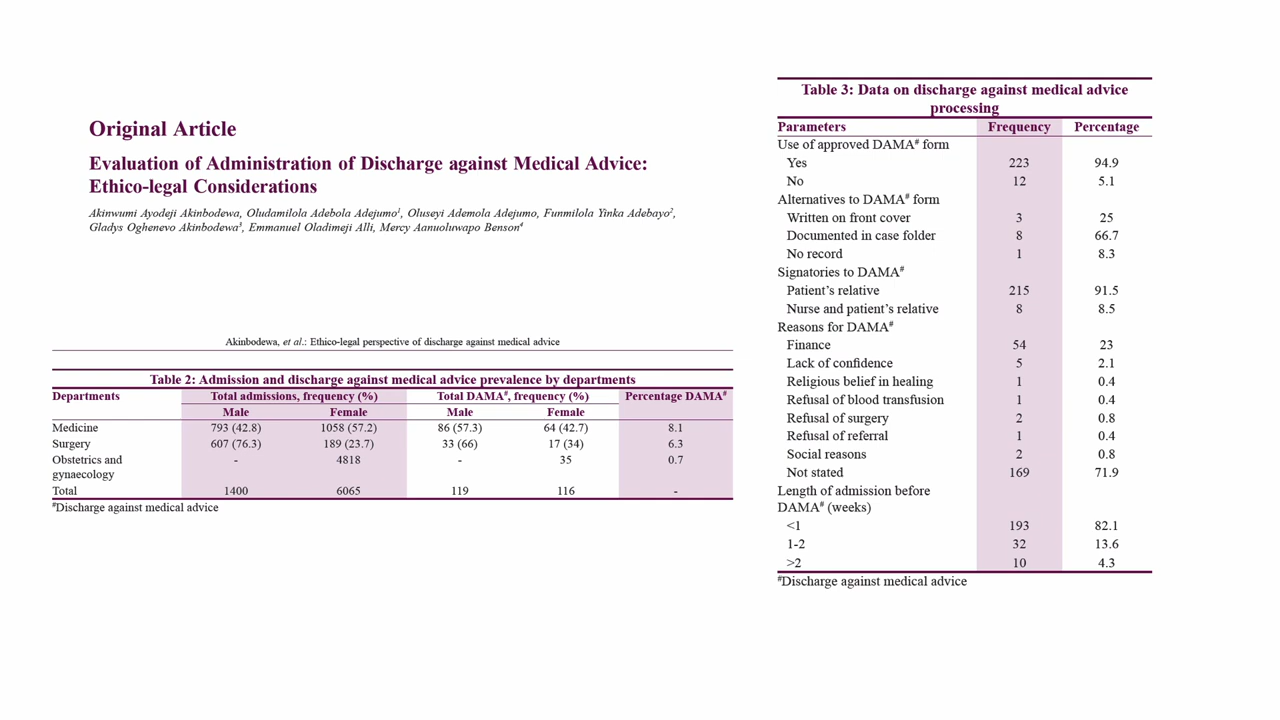 Original Article
Evaluation of Administration of Discharge against Medical Advice:
Ethico-legal Considerations
Akinwumi Ayodeji Akinbodewa, Oludamilola Adebola Adejumo¹, Oluseyi Ademola Adejumo, Funmilola Yinka Adebayo²,
Gladys Oghenevo Akinbodewa³, Emmanuel Oladimeji Alli, Mercy Aanuoluwapo Benson⁴
Akinbodewa, et al.: Ethico-legal perspective of discharge against medical advice
Table 2: Admission and discharge against medical advice prevalence by departments
Departments Total admissions, frequency (%) Total DAMA#, frequency (%) Percentage DAMA#
Male Female Male Female
Medicine 793 (42.8) 1058 (57.2) 86 (57.3) 64 (42.7) 8.1
Surgery 607 (76.3) 189 (23.7) 33 (66) 17 (34) 6.3
Obstetrics and - 4818 - 35 0.7
gynaecology
Total 1400 6065 119 116 -
#Discharge against medical advice
Table 3: Data on discharge against medical advice
processing
Parameters Frequency Percentage
Use of approved DAMA# form
Yes 223 94.9
No 12 5.1
Alternatives to DAMA# form
Written on front cover 3 25
Documented in case folder 8 66.7
No record 1 8.3
Signatories to DAMA#
Patient's relative 215 91.5
Nurse and patient's relative 8 8.5
Reasons for DAMA#
Finance 54 23
Lack of confidence 5 2.1
Religious belief in healing 1 0.4
Refusal of blood transfusion 1 0.4
Refusal of surgery 2 0.8
Refusal of referral 1 0.4
Social reasons 2 0.8
Not stated 169 71.9
Length of admission before
DAMA# (weeks)
<1 193 82.1
1-2 32 13.6
>2 10 4.3
#Discharge against medical advice